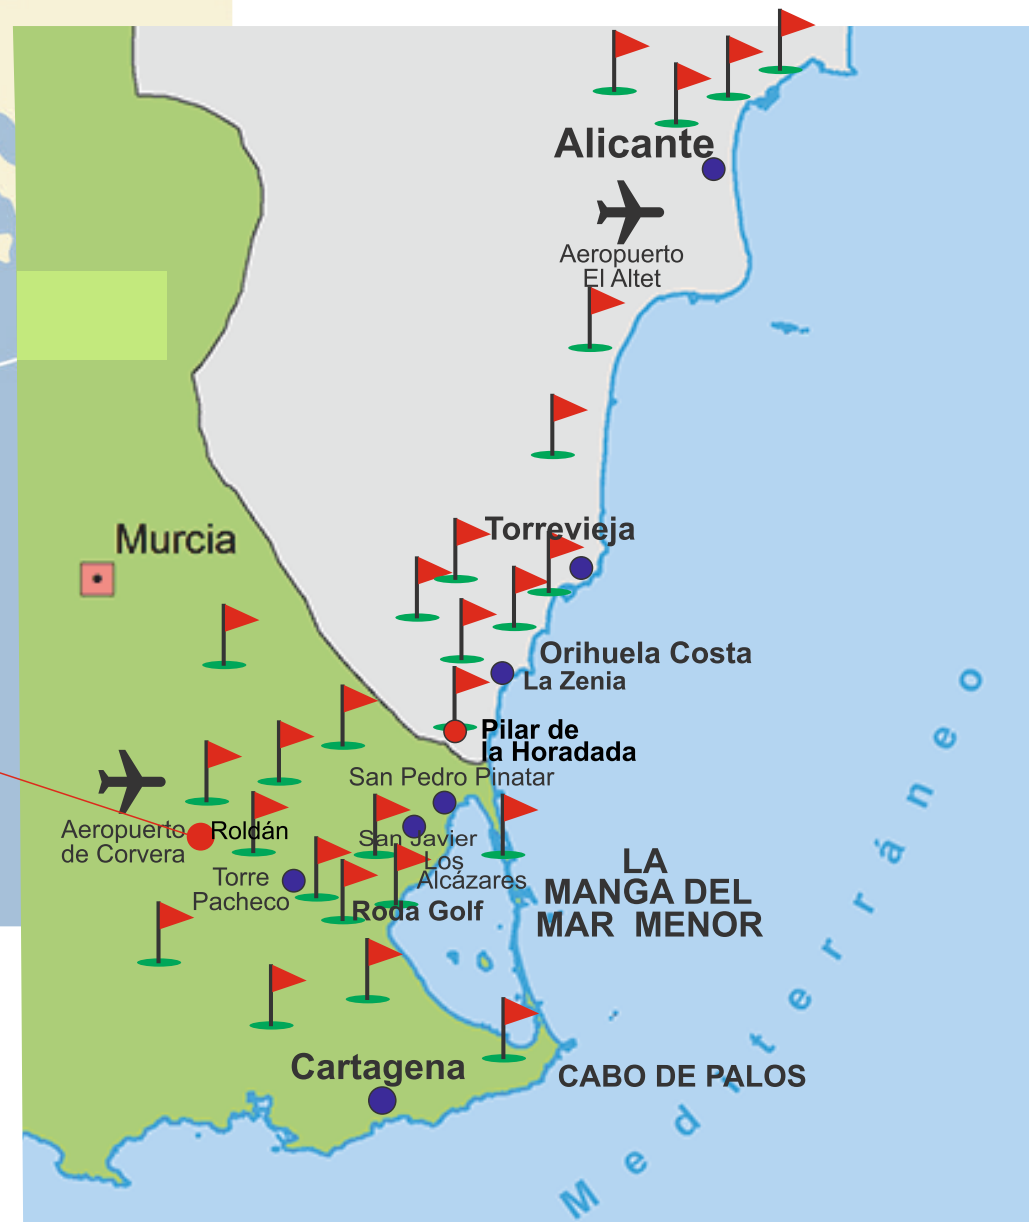 Alicante
Aeropuerto
El Altet
Torrevieja
Murcia
Orihuela Costa
La Zenia
Pilar de
la Horadada
San Pedro Pinatar
Aeropuerto
de Corvera
Roldán
San Javier
Los
Alcázares
Torre
Pacheco
Roda Golf
LA
MANGA DEL
MAR MENOR
Cartagena
CABO DE PALOS
Mediterráneo